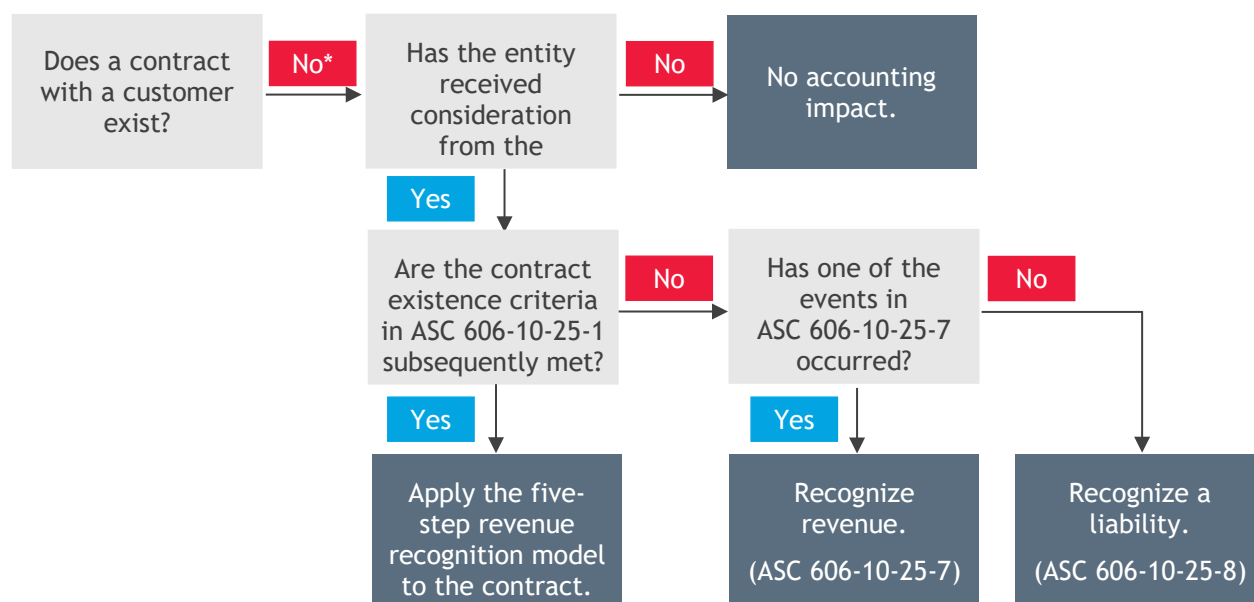 Does a contract
with a customer
exist?
No*
Has the entity
received
consideration
from the
No
No accounting
impact.
Yes
Are the contract
existence criteria
in ASC 606-10-25-1
subsequently met?
No
Has one of the
events in
ASC 606-10-25-7
occurred?
No
Yes
Yes
Apply the five-
step revenue
recognition model
to the contract.
Recognize
revenue.
(ASC 606-10-25-7)
Recognize a
liability.
(ASC 606-10-25-8)